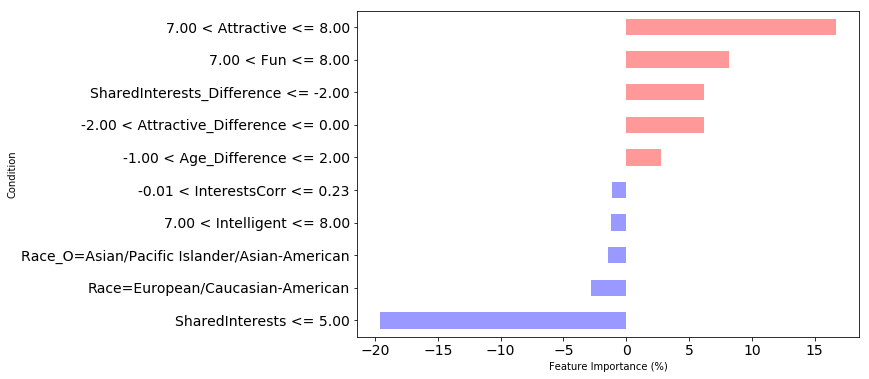 7.00 < Attractive <= 8.00
7.00 < Fun <= 8.00
SharedInterests_Difference <= -2.00
-2.00 < Attractive_Difference <= 0.00
-1.00 < Age_Difference <= 2.00
-0.01 < InterestsCorr <= 0.23
7.00 < Intelligent <= 8.00
Race_O=Asian/Pacific Islander/Asian-American
Race=European/Caucasian-American
SharedInterests <= 5.00
Condition
−20 −15 −10 −5 0 5 10 15
Feature Importance (%)